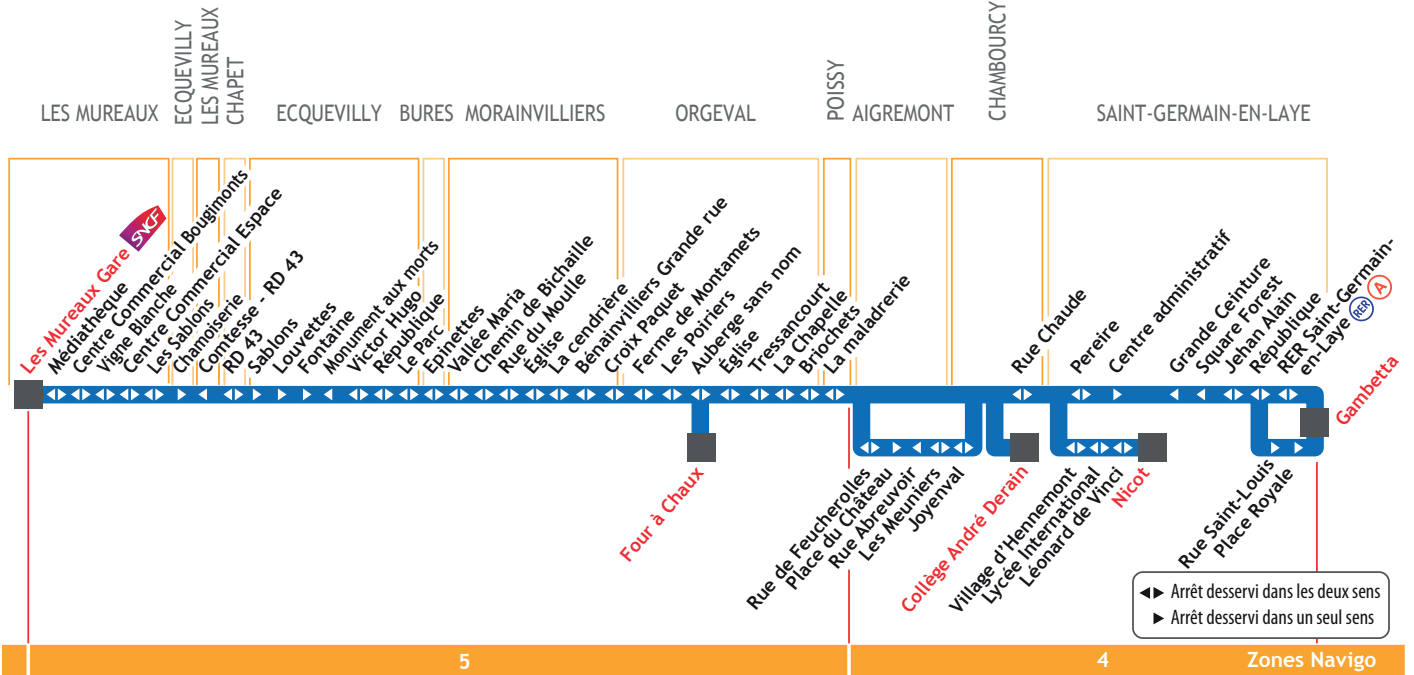 LES MUREAUX
ECQUEVILLY
LES MUREAUX
CHAPET
ECQUEVILLY
BURES
MORAINVILLIERS
ORGEVAL
POISSY
AIGREMONT
CHAMBOURCY
SAINT-GERMAIN-EN-LAYE
Les Mureaux Gare
SNCF
Médiathèque
Centre Commercial Bougimonts
Vigne Blanche
Centre Commercial Espace
Les Sablons
Chamoiserie
Comtesse - RD 43
RD 43
Sablons
Louvettes
Fontaine
Monument aux morts
Victor Hugo
République
Le Parc
Epinettes
Vallée Maria
Chemin de Bichaille
Rue du Moulle
Église
La cendrière
Bénainvilliers Grande rue
Croix Paquet
Ferme de Montamets
Les Poiriers
Auberge sans nom
Église
Tressancourt
La Chapelle
Briochets
La maladrerie
Rue Chaude
Pereire
Centre administratif
Grande Ceinture
Square Forest
Jehan Alain
République
RER Saint-Germain-
en-Laye
RER
A
Gambetta
Four à Chaux
Rue de Feucherolles
Place du Château
Rue Abreuvoir
Les Meuniers
Joyenval
Collège André Derain
Village d'Hennemont
Lycée International
Léonard de Vinci
Nicot
Rue Saint-Louis
Place Royale
Arrêt desservi dans les deux sens
Arrêt desservi dans un seul sens
5
4
Zones Navigo